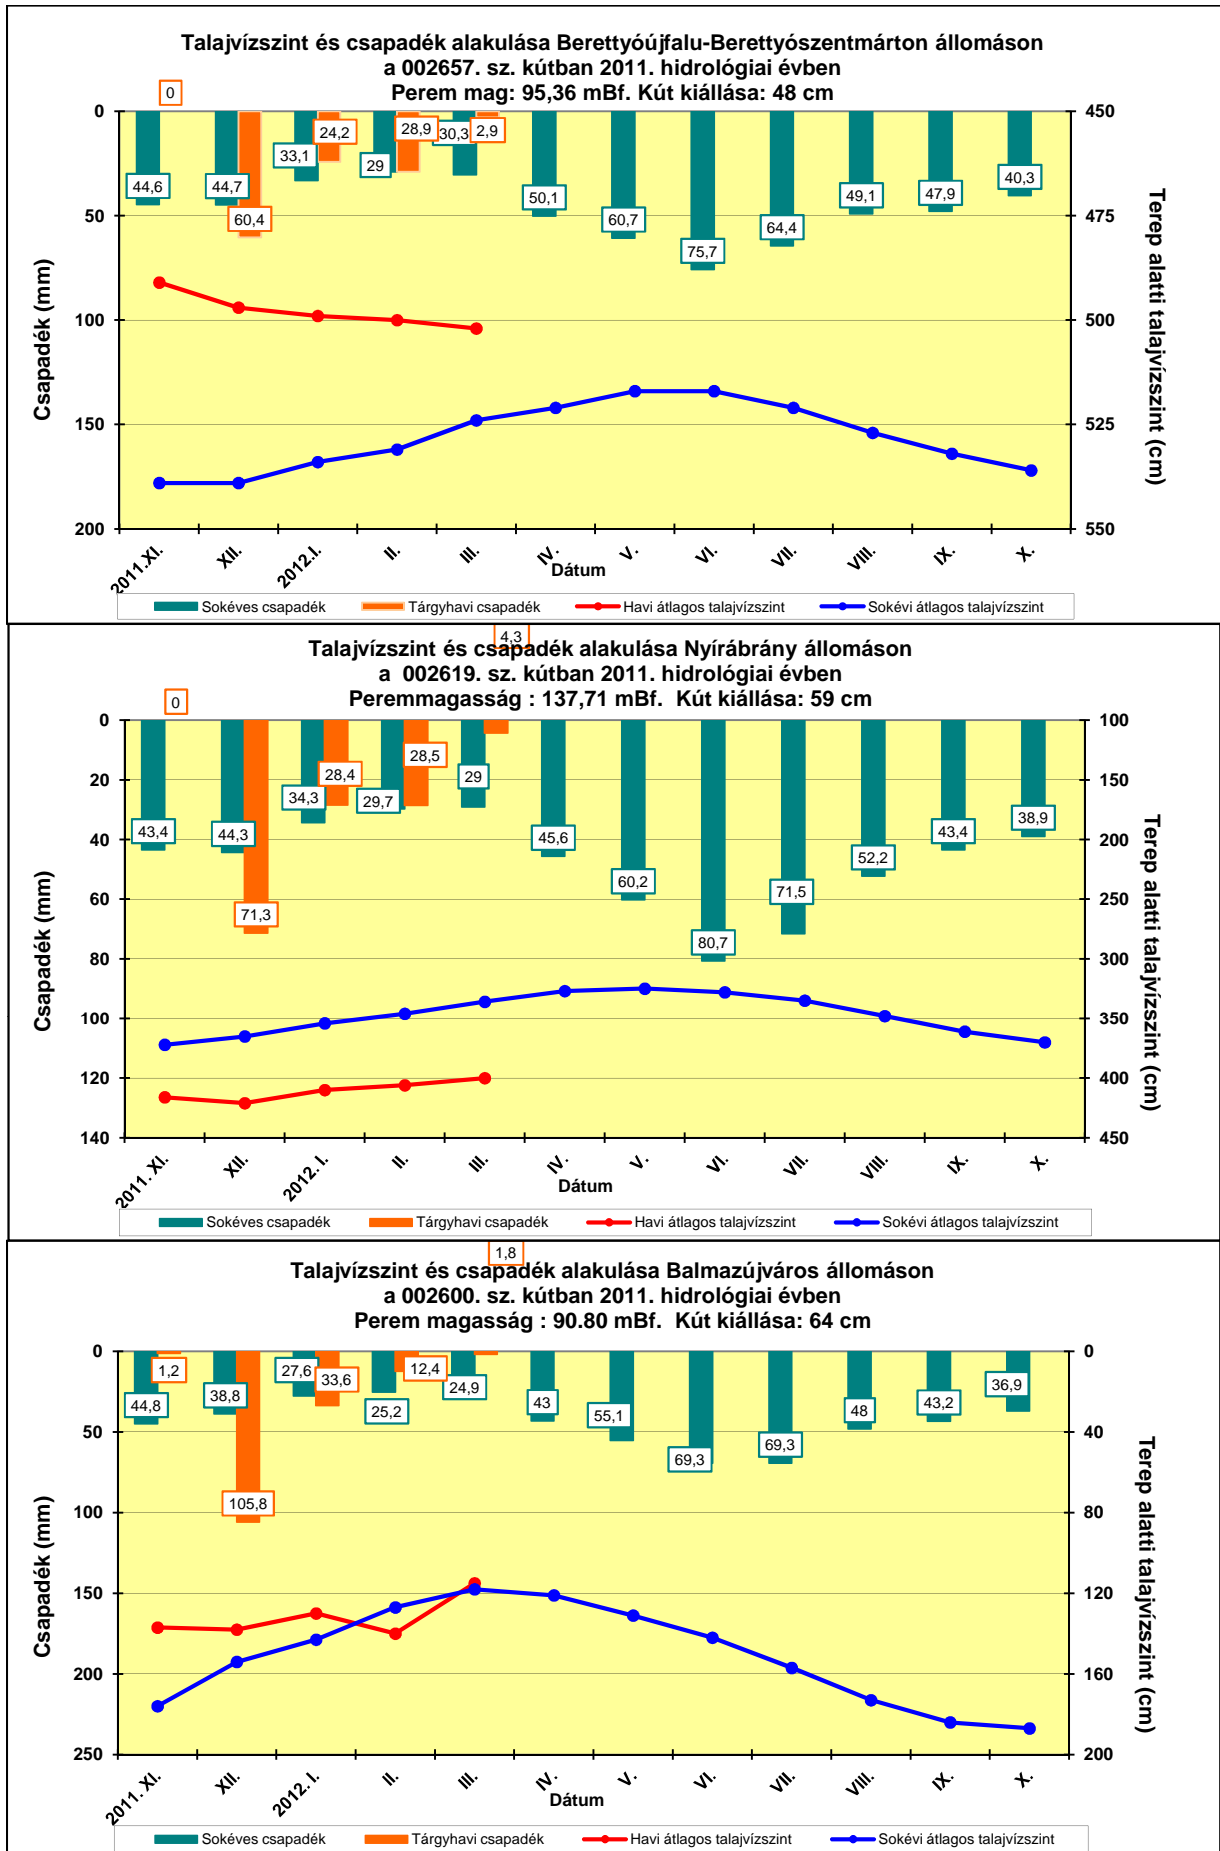 Talajvízszint és csapadék alakulása Berettyóújfalu-Berettyószentmárton állomáson
a 002657. sz. kútban 2011. hidrológiai évben
Perem mag: 95,36 mBf. Kút kiállása: 48 cm
0
0 450
24,2 28,9 30,3 2,9
33,1 29
44,6 44,7 49,1 47,9 40,3
50 60,4 50,1 60,7 64,4 475
75,7
100 500
150 525
200 550
Csapadék (mm)
Terep alatti talajvízszint (cm)
2011.XI. XII. 2012.I. II. III. IV. V. VI. VII. VIII. IX. X.
Dátum
Sokéves csapadék Tárgyhavi csapadék Havi átlagos talajvízszint Sokévi átlagos talajvízszint
4,3
Talajvízszint és csapadék alakulása Nyírábrány állomáson
a 002619. sz. kútban 2011. hidrológiai évben
Peremmagasság : 137,71 mBf. Kút kiállása: 59 cm
0
0 100
20 28,4 28,5 29 150
34,3 29,7
40 43,4 44,3 45,6 52,2 43,4 38,9 200
60 71,3 60,2 71,5 250
80 80,7 300
100 350
120 400
140 450
Csapadék (mm)
Terep alatti talajvízszint (cm)
2011. XI. XII. 2012. I. II. III. IV. V. VI. VII. VIII. IX. X.
Dátum
Sokéves csapadék Tárgyhavi csapadék Havi átlagos talajvízszint Sokévi átlagos talajvízszint
1,8
Talajvízszint és csapadék alakulása Balmazújváros állomáson
a 002600. sz. kútban 2011. hidrológiai évben
Perem magasság : 90.80 mBf. Kút kiállása: 64 cm
0 0
1,2 27,6 12,4
44,8 38,8 33,6 25,2 24,9 43 48 43,2 36,9
50 55,1 69,3 69,3 40
100 105,8 80
150 120
200 160
250 200
Csapadék (mm)
Terep alatti talajvízszint (cm)
2011. XI. XII. 2012. I. II. III. IV. V. VI. VII. VIII. IX. X.
Dátum
Sokéves csapadék Tárgyhavi csapadék Havi átlagos talajvízszint Sokévi átlagos talajvízszint